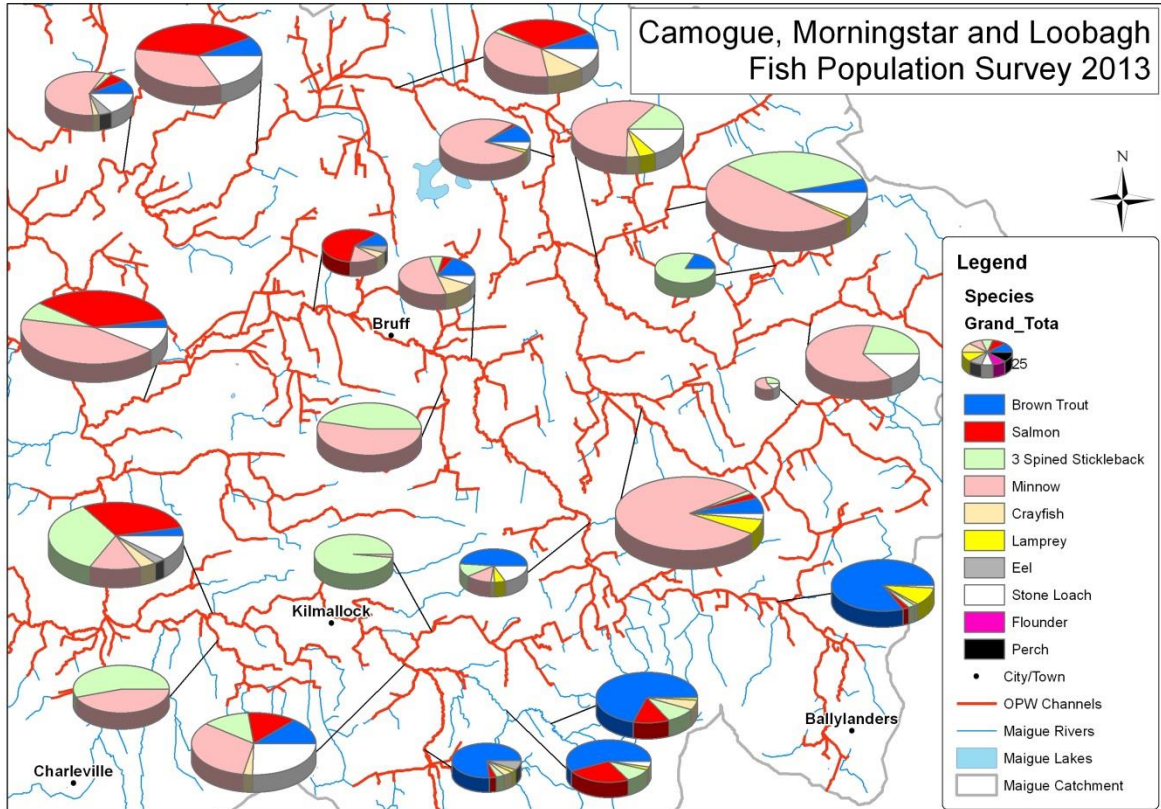 Camogue, Morningstar and Loobagh
Fish Population Survey 2013
N
Bruff
Kilmallock
Charleville
Ballylanders
Legend
Species
Grand_Tota
25
Brown Trout
Salmon
3 Spined Stickleback
Minnow
Crayfish
Lamprey
Eel
Stone Loach
Flounder
Perch
City/Town
OPW Channels
Maigue Rivers
Maigue Lakes
Maigue Catchment